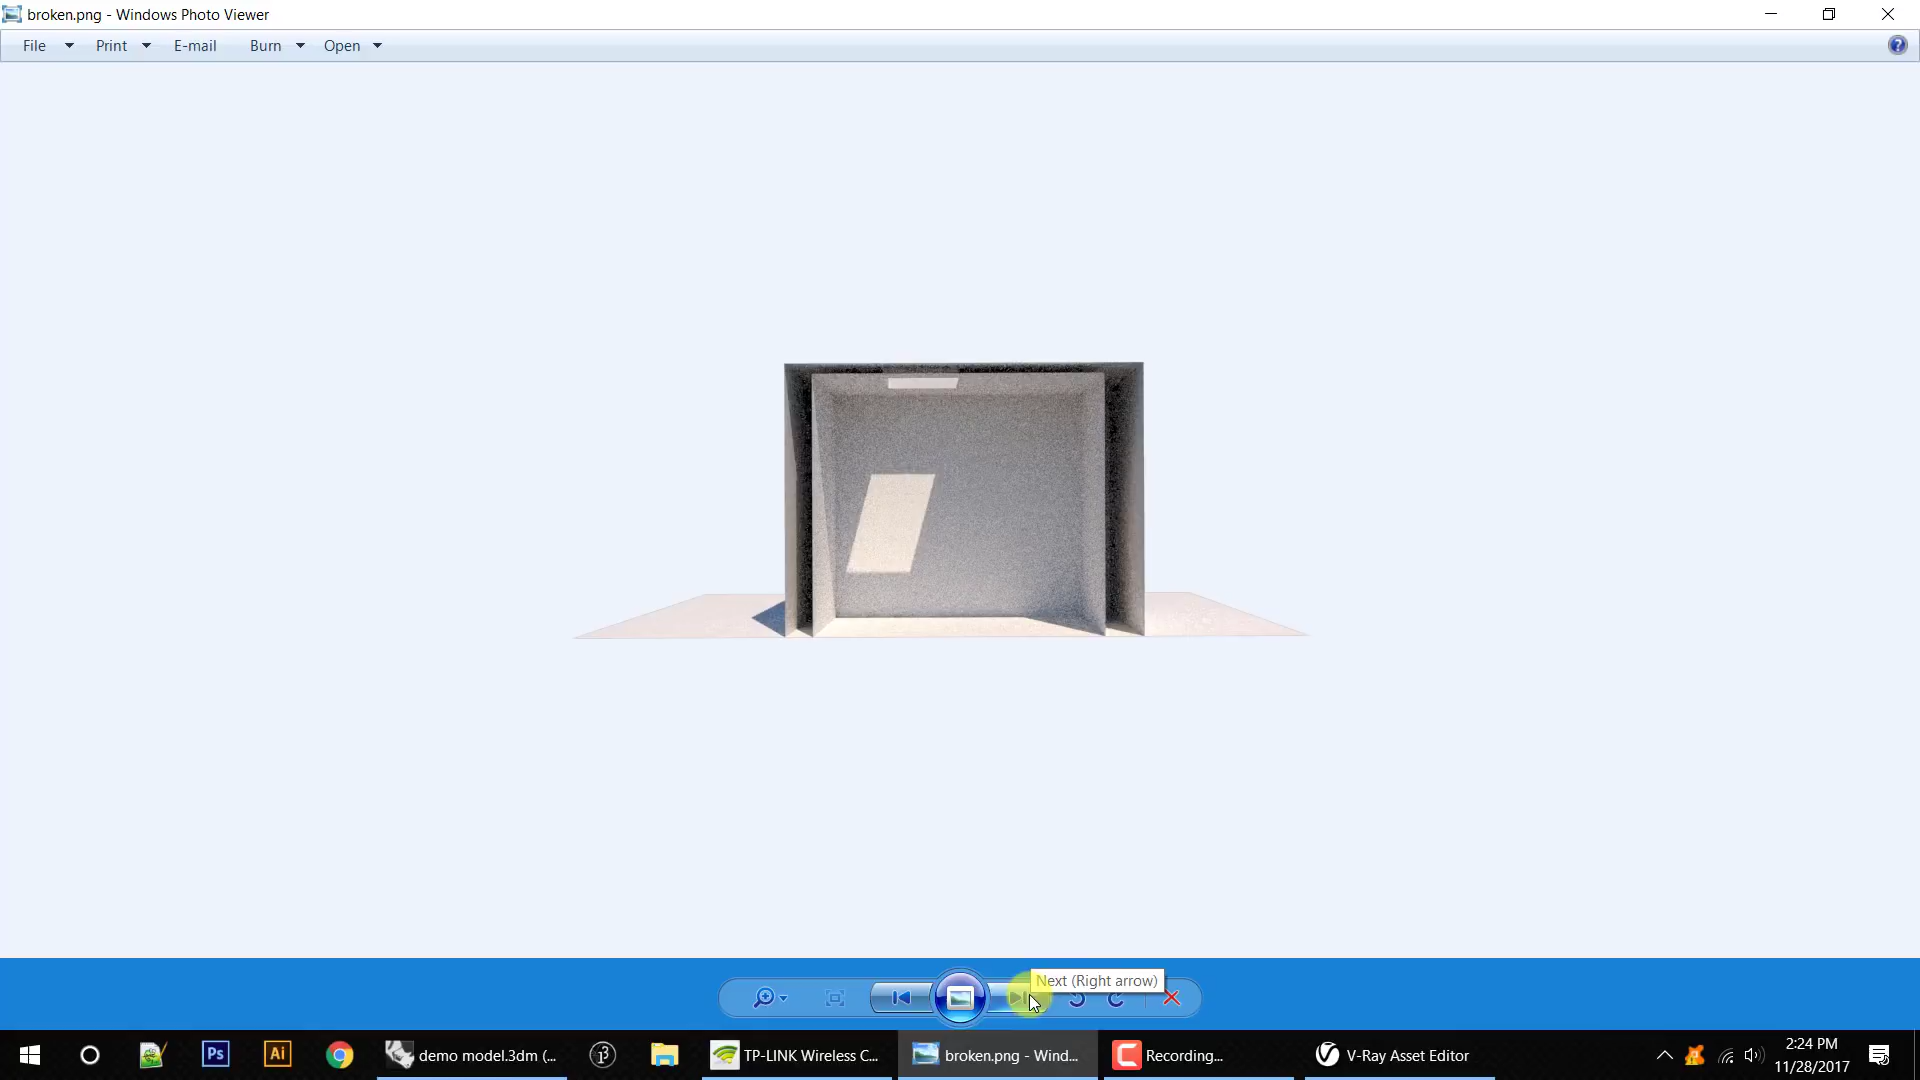 broken.png - Windows Photo Viewer
File Print E-mail Burn Open
?
Next (Right arrow)
Ps Ai demo model.3dm (... TP-LINK Wireless C... broken.png - Wind... Recording... V-Ray Asset Editor
2:24 PM
11/28/2017